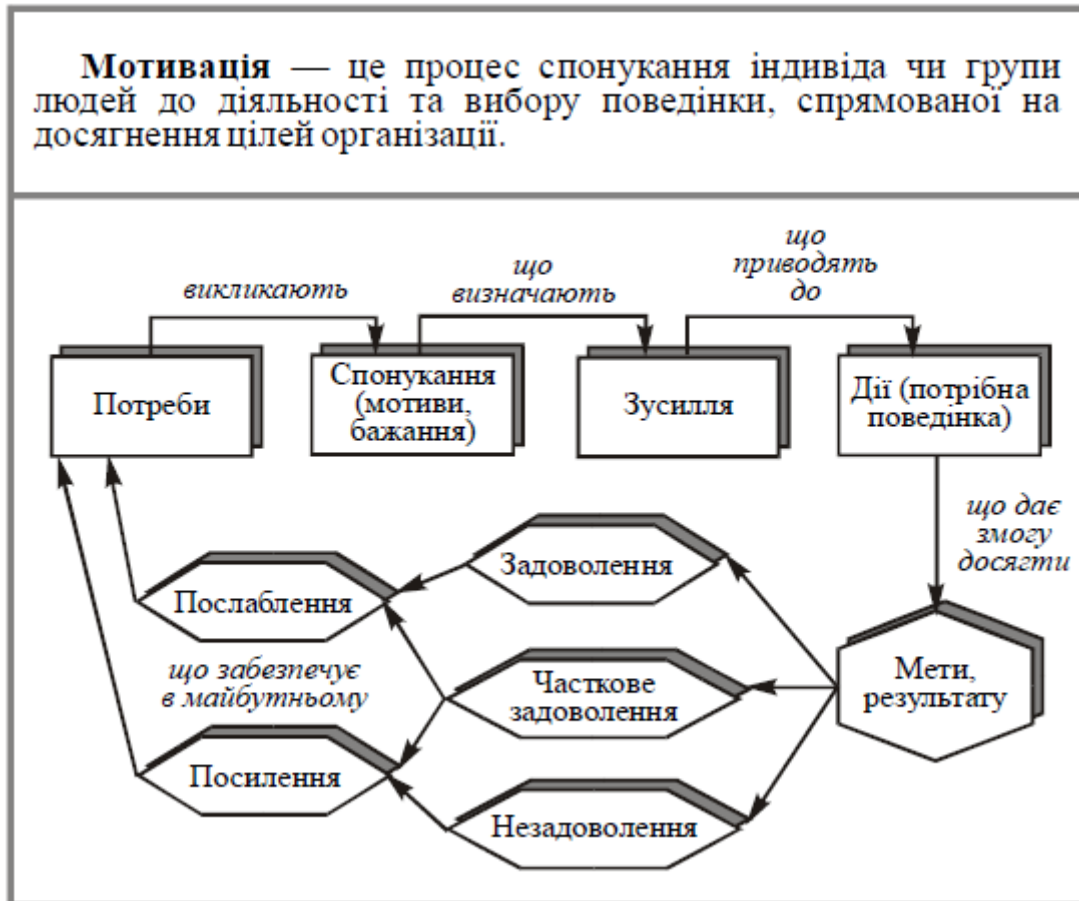 Мотивація — це процес спонукання індивіда чи групи
людей до діяльності та вибору поведінки, спрямованої на
досягнення цілей організації.
викликають
що
визначають
що
приводять
до
Потреби
Спонукання
(мотиви,
бажання)
Зусилля
Дії (потрібна
поведінка)
що дає
змогу
досягти
Задоволення
Послаблення
що забезпечує
в майбутньому
Часткове
задоволення
Мети,
результату
Посилення
Незадоволення